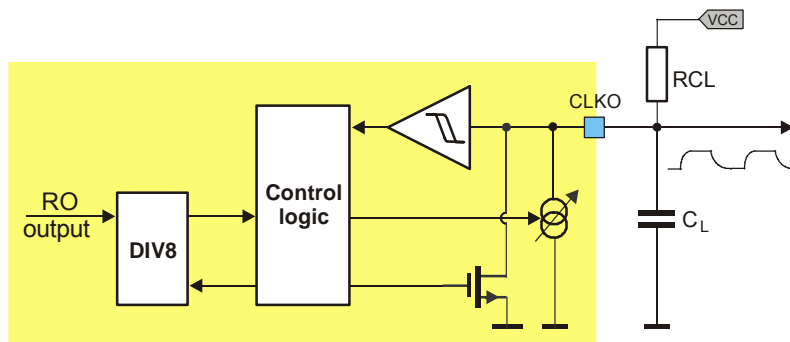 VCC
RCL
CLKO
Control
logic
RO
output
DIV8
CL